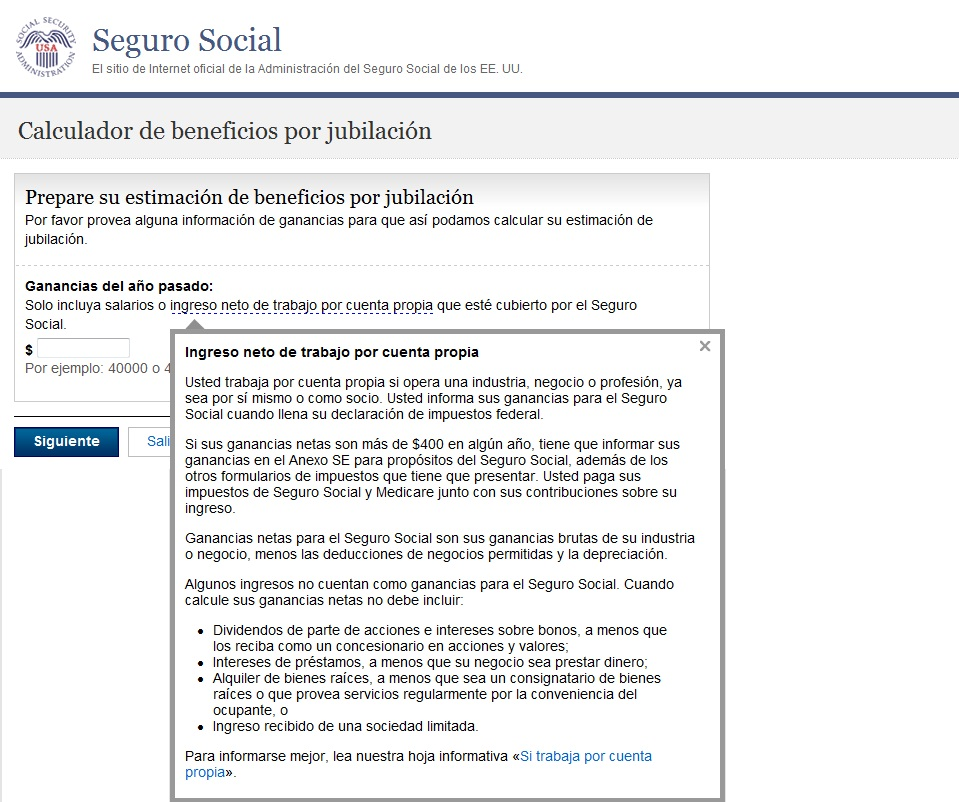 SOCIAL SECURITY ADMINISTRATION
USA
Seguro Social
El sitio de Internet oficial de la Administración del Seguro Social de los EE. UU.
Calculador de beneficios por jubilación
Prepare su estimación de beneficios por jubilación
Por favor provea alguna información de ganancias para que así podamos calcular su estimación de
jubilación.
Ganancias del año pasado:
Solo incluya salarios o ingreso neto de trabajo por cuenta propia que esté cubierto por el Seguro
Social.
$
Por ejemplo: 40000 o 4
Siguiente
Sali
Ingreso neto de trabajo por cuenta propia
Usted trabaja por cuenta propia si opera una industria, negocio o profesión, ya
sea por sí mismo o como socio. Usted informa sus ganancias para el Seguro
Social cuando llena su declaración de impuestos federal.
Si sus ganancias netas son más de $400 en algún año, tiene que informar sus
ganancias en el Anexo SE para propósitos del Seguro Social, además de los
otros formularios de impuestos que tiene que presentar. Usted paga sus
impuestos de Seguro Social y Medicare junto con sus contribuciones sobre su
ingreso.
Ganancias netas para el Seguro Social son sus ganancias brutas de su industria
o negocio, menos las deducciones de negocios permitidas y la depreciación.
Algunos ingresos no cuentan como ganancias para el Seguro Social. Cuando
calcule sus ganancias netas no debe incluir:
• Dividendos de parte de acciones e intereses sobre bonos, a menos que
los reciba como un concesionario en acciones y valores;
• Intereses de préstamos, a menos que su negocio sea prestar dinero;
• Alquiler de bienes raíces, a menos que sea un consignatario de bienes
raíces o que provea servicios regularmente por la conveniencia del
ocupante, o
• Ingreso recibido de una sociedad limitada.
Para informarse mejor, lea nuestra hoja informativa «Si trabaja por cuenta
propia».